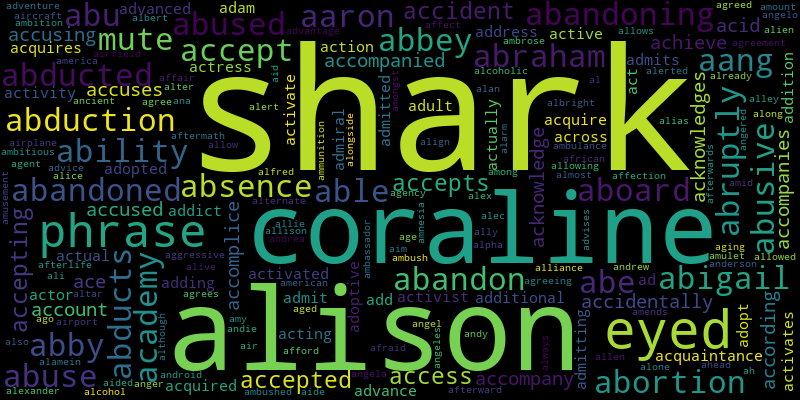 adventure abu advanced adam accident abandoning agreed amount
ambition albert abused aaron allows angelo
aircraft affect alien
accusing mute accept action abbey address active achieve acid
acquires accompanied ambrose agreement addition
america actress shark alcoholic abraham admits alerted already
abducted affair aid act aang
activity accuses alter adult alan actually albright alley
ancient agree ana alert activate admitted acquire alias along
abduction airplane aftermath ammunition admiral align across ambulance acknowledges angered
ambitious allow alongside alarm african abruptly abusive
agent advice ability alfred among allowing afterwards
alice absence able accepts alex almost affection amid
abandoned adopted agency acknowledge aboard accompanies
amusement accused addict alternate coraline alec advises
accepting phrase allie age amnesia ally aging
actual allison aim alpha amulet allowed
afterlife aggressive andrea ambassador ambush alliance andrew anderson
ali abducts academy accomplice alive activated adoptive abandon agreeing abe ad abigail
actor ace altar adding american
ago account agrees alison admit add activist additional accidentally according
also airport amy aged angel eyed amends
abby although andie acting andy adopt
alamein air afford afraid angeles always admitting allen acquaintance activates
abuse android angela access accompany alone ahead ah
aided anger acquired accepted abortion
alexander alcohol ambushed aide advance afterward